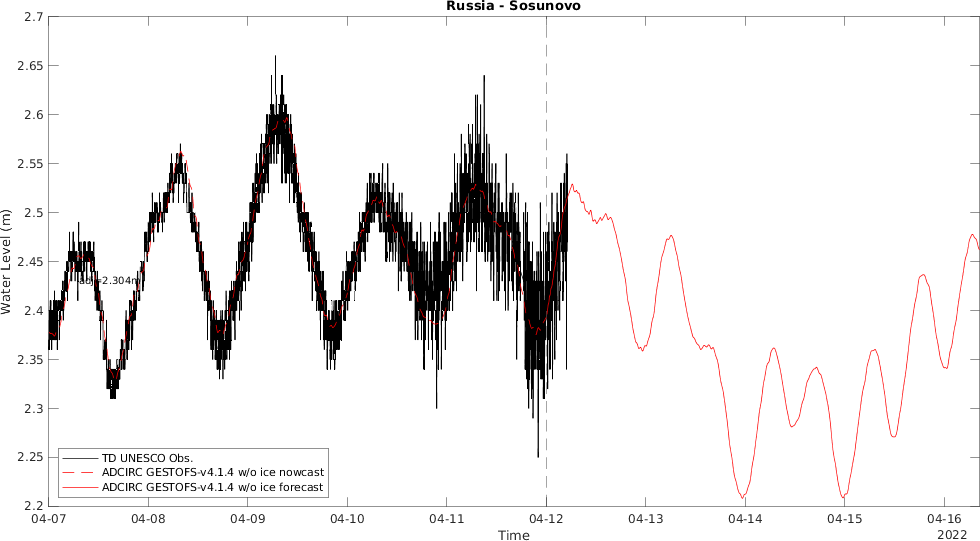 Russia - Sosunovo
Water Level (m)
2.7
2.65
2.6
2.55
2.5
2.45
2.4
2.35
2.3
2.25
2.2
adj=2.304m
TD UNESCO Obs.
ADCIRC GESTOFS-v4.1.4 w/o ice nowcast
ADCIRC GESTOFS-v4.1.4 w/o ice forecast
04-07 04-08 04-09 04-10 04-11 04-12 04-13 04-14 04-15 04-16
Time
2022